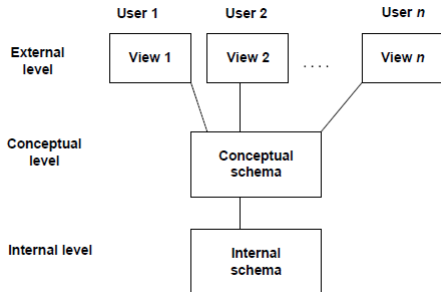 User 1 User 2 User n
External level
View 1 View 2 .... View n
Conceptual level
Conceptual schema
Internal level
Internal schema